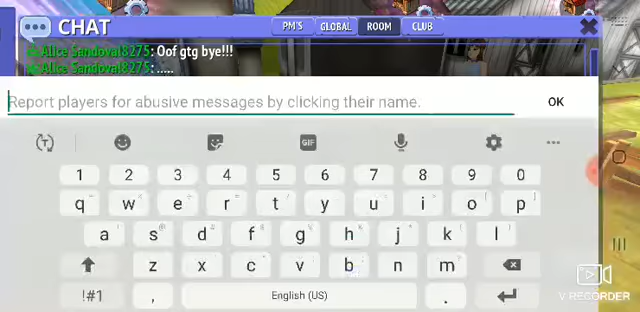 CHAT
PM'S GLOBAL ROOM CLUB
Alice Sandoval8275: Oof gtg bye!!!
Alice Sandoval8275: .....
Report players for abusive messages by clicking their name.
OK
GIF
1 2 3 4 5 6 7 8 9 0
q w e r t y u i o p
a s d f g h j k l
z x c v b n m
!#1 , English (US) .
V RECORDER